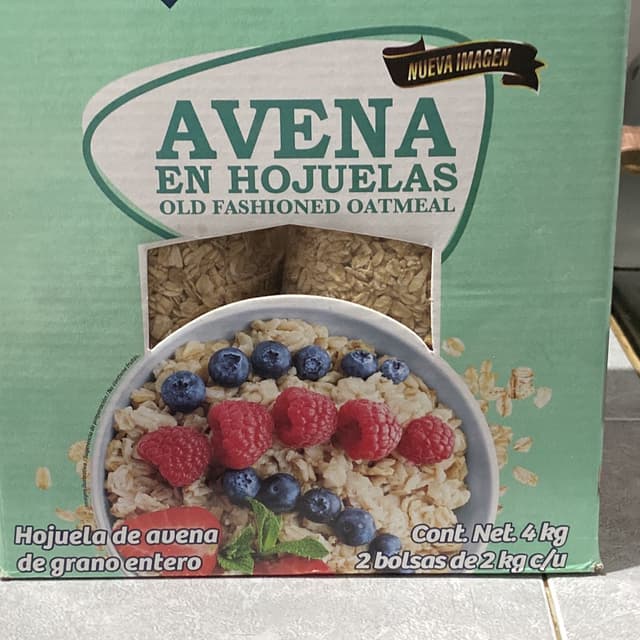 NUEVA IMAGEN
AVENA
EN HOJUELAS
OLD FASHIONED OATMEAL
Hojuela de avena
de grano entero
Cont. Net. 4 kg
2 bolsas de 2 kg c/u